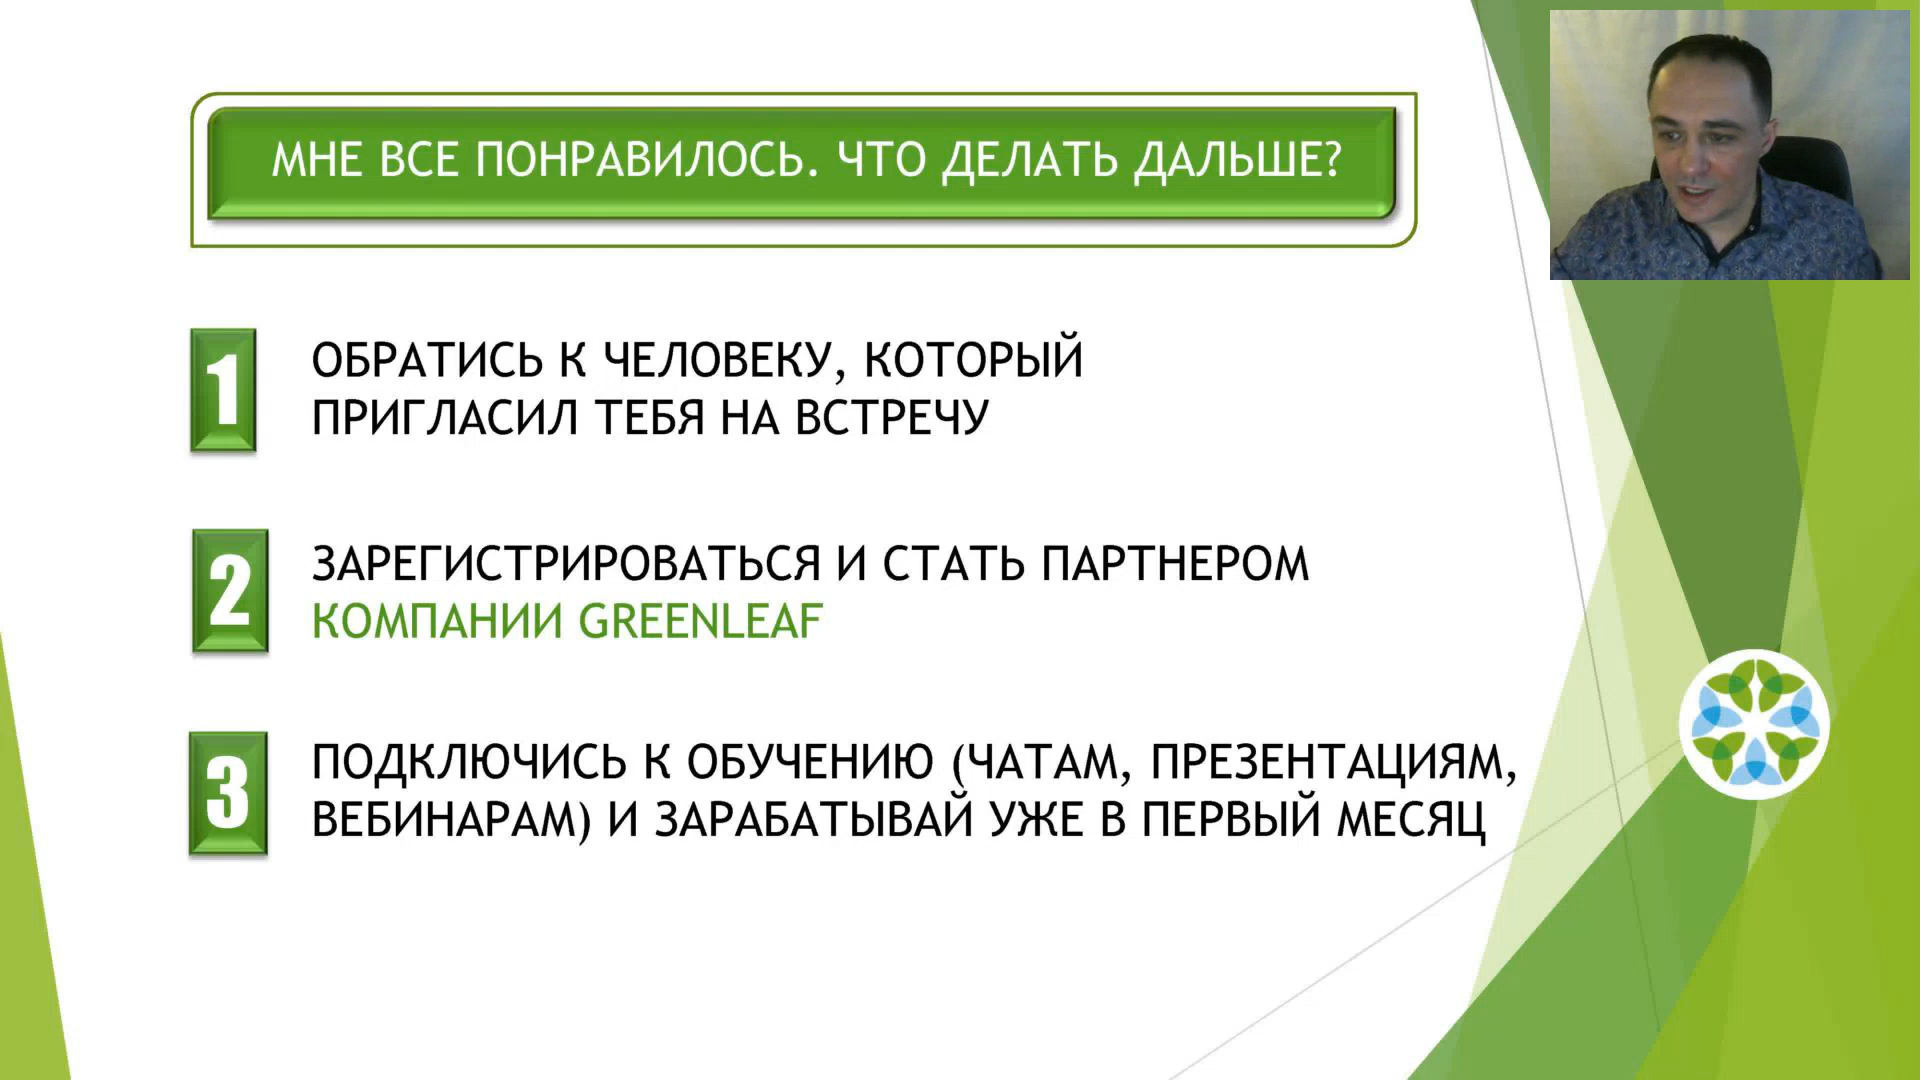 МНЕ ВСЕ ПОНРАВИЛОСЬ. ЧТО ДЕЛАТЬ ДАЛЬШЕ?
1
ОБРАТИСЬ К ЧЕЛОВЕКУ, КОТОРЫЙ
ПРИГЛАСИЛ ТЕБЯ НА ВСТРЕЧУ
2
ЗАРЕГИСТРИРОВАТЬСЯ И СТАТЬ ПАРТНЕРОМ
КОМПАНИИ GREENLEAF
3
ПОДКЛЮЧИСЬ К ОБУЧЕНИЮ (ЧАТАМ, ПРЕЗЕНТАЦИЯМ,
ВЕБИНАРАМ) И ЗАРАБАТЫВАЙ УЖЕ В ПЕРВЫЙ МЕСЯЦ